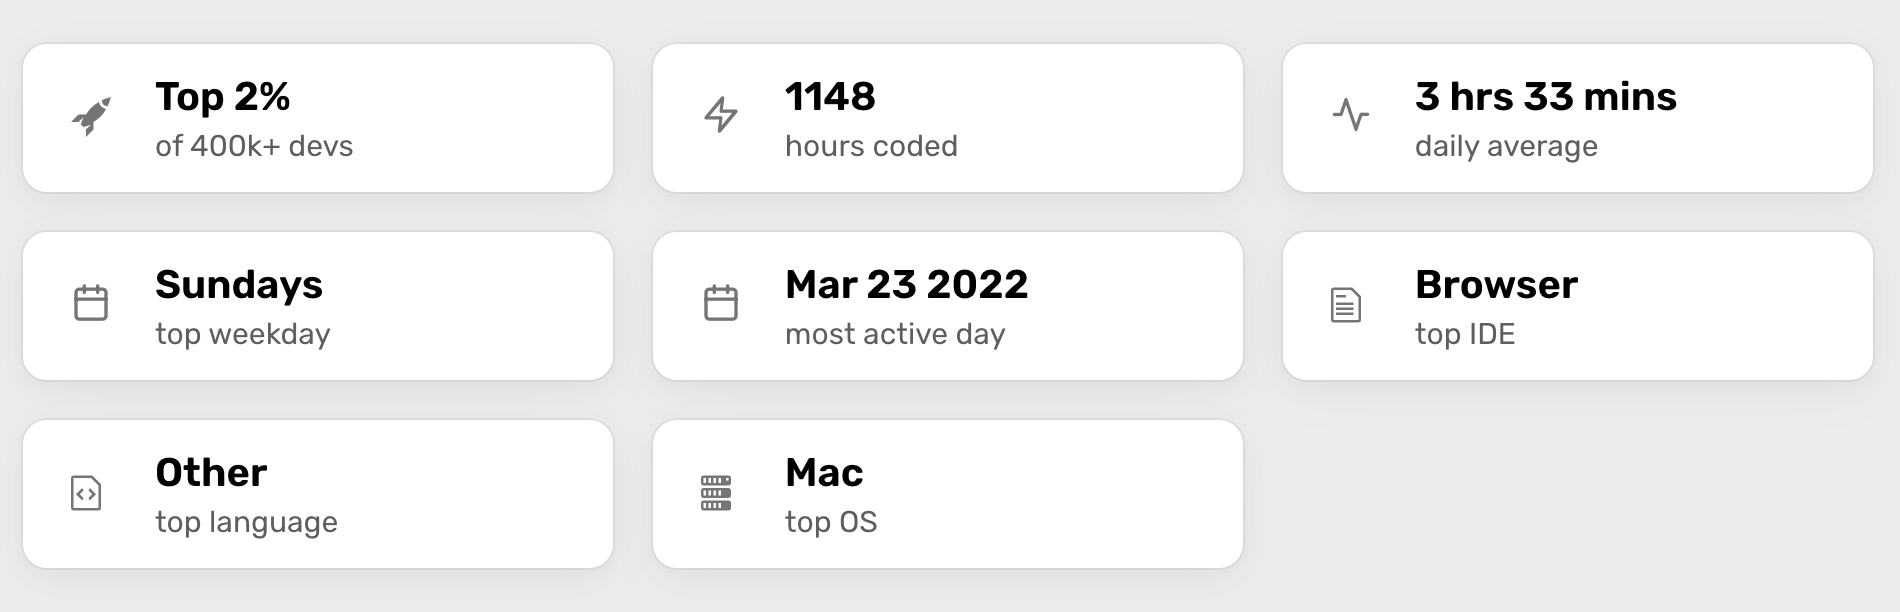 Top 2%
of 400k+ devs
1148
hours coded
3 hrs 33 mins
daily average
Sundays
top weekday
Mar 23 2022
most active day
Browser
top IDE
Other
top language
Mac
top OS